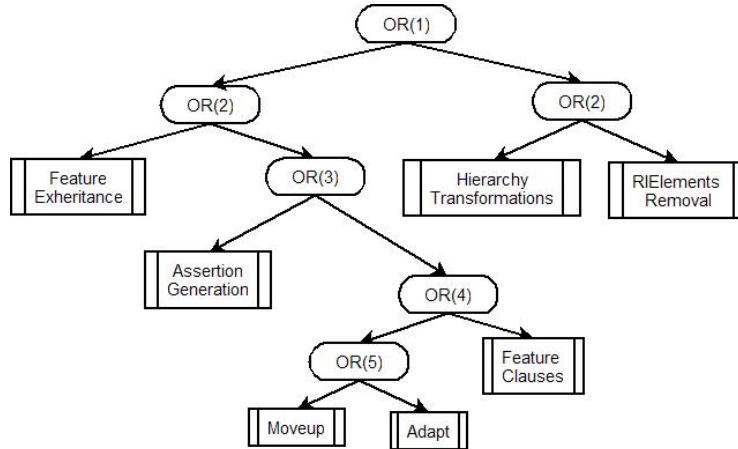 OR(1)
OR(2)
OR(2)
Feature
Exheritance
OR(3)
Hierarchy
Transformations
RIElements
Removal
Assertion
Generation
OR(4)
OR(5)
Feature
Clauses
Moveup
Adapt